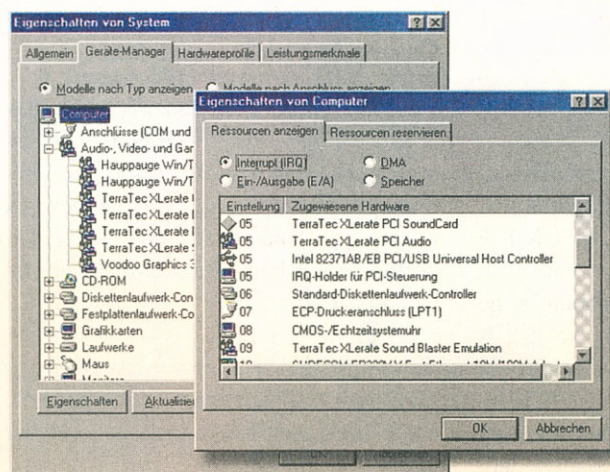 Eigenschaften von System
Allgemein Geräte-Manager Hardwareprofile Leistungsmerkmale
Modelle nach Typ anzeigen Modelle nach Anschluss anzeigen
Computer
Anschlüsse (COM und
Audio-, Video- und Gam
Hauppauge Win/T
Hauppauge Win/T
TerraTec XLerate
TerraTec XLerate
TerraTec XLerate
TerraTec XLerate
Voodoo Graphics
CD-ROM
Diskettenlaufwerk-Con
Festplattenlaufwerk-Co
Grafikkarten
Laufwerke
Maus
Eigenschaften Aktualisie
Eigenschaften von Computer
Ressourcen anzeigen Ressourcen reservieren
Interrupt (IRQ) DMA
Ein-/Ausgabe (E/A) Speicher
Einstellung Zugewiesene Hardware
05 TerraTec XLerate PCI SoundCard
05 TerraTec XLerate PCI Audio
05 Intel 82371AB/EB PCI/USB Universal Host Controller
05 IRQ-Holder für PCI-Steuerung
06 Standard-Diskettenlaufwerk-Controller
07 ECP-Druckeranschluss (LPT1)
08 CMOS-/Echtzeitsystemuhr
09 TerraTec XLerate Sound Blaster Emulation
OK Abbrechen